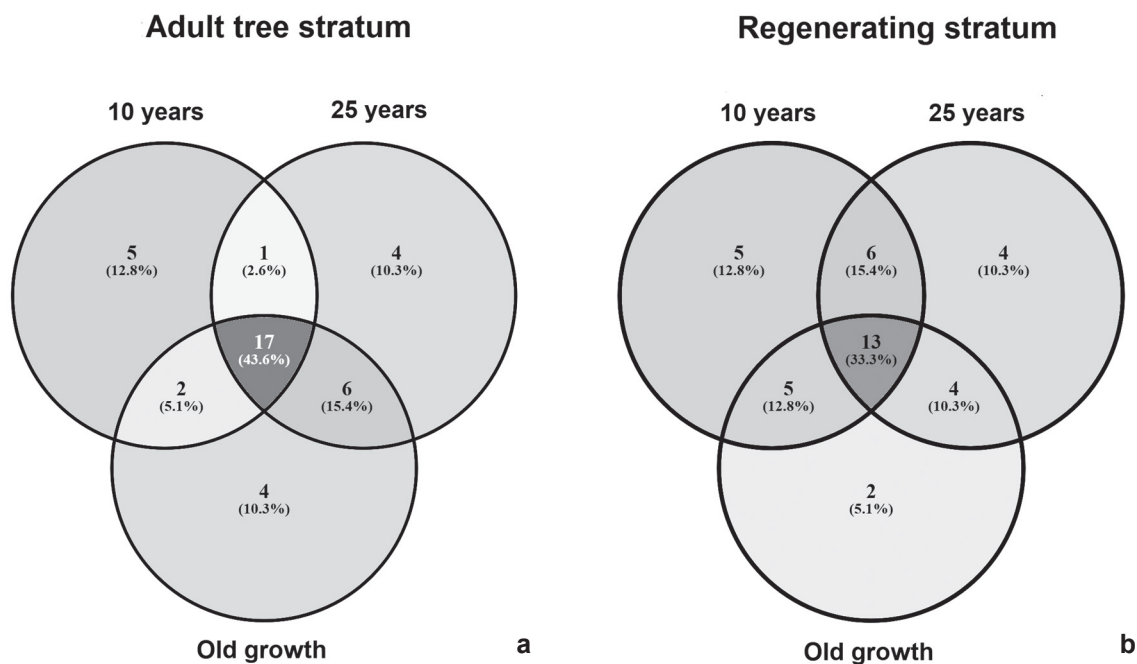 Adult tree stratum
10 years
25 years
5
(12.8%)
1
(2.6%)
4
(10.3%)
17
(43.6%)
2
(5.1%)
6
(15.4%)
4
(10.3%)
Old growth
a
Regenerating stratum
10 years
25 years
5
(12.8%)
6
(15.4%)
4
(10.3%)
13
(33.3%)
5
(12.8%)
4
(10.3%)
2
(5.1%)
Old growth
b